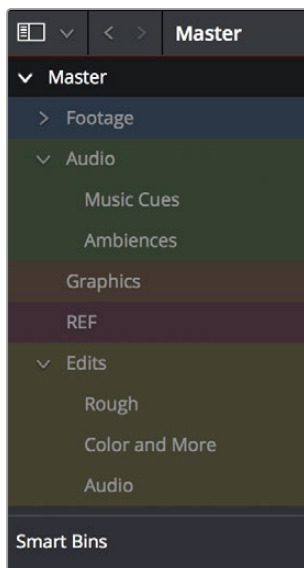 Master
Master
Footage
Audio
Music Cues
Ambiences
Graphics
REF
Edits
Rough
Color and More
Audio
Smart Bins